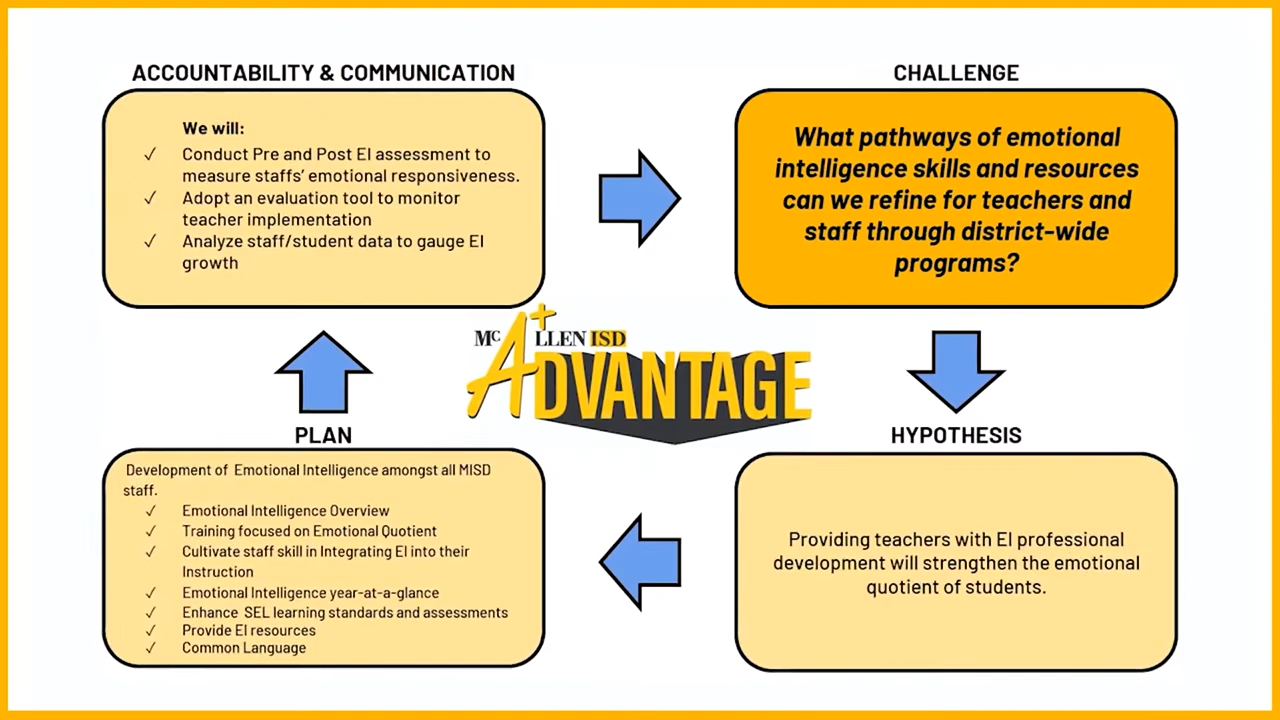 ACCOUNTABILITY & COMMUNICATION
We will:
✓ Conduct Pre and Post EI assessment to
measure staffs' emotional responsiveness.
✓ Adopt an evaluation tool to monitor
teacher implementation
✓ Analyze staff/student data to gauge EI
growth
CHALLENGE
What pathways of emotional
intelligence skills and resources
can we refine for teachers and
staff through district-wide
programs?
MCALLEN ISD
A+DVANTAGE
PLAN
Development of Emotional Intelligence amongst all MISD
staff.
✓ Emotional Intelligence Overview
✓ Training focused on Emotional Quotient
✓ Cultivate staff skill in Integrating EI into their
Instruction
✓ Emotional Intelligence year-at-a-glance
✓ Enhance SEL learning standards and assessments
✓ Provide EI resources
✓ Common Language
HYPOTHESIS
Providing teachers with EI professional
development will strengthen the emotional
quotient of students.